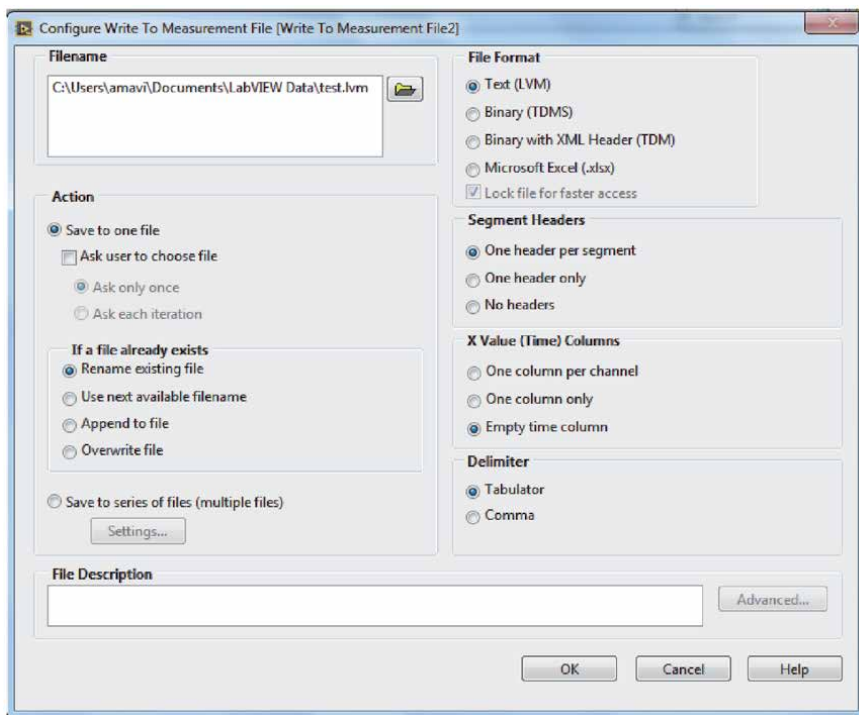 Configure Write To Measurement File [Write To Measurement File2]
Filename
C:\Users\amavi\Documents\LabVIEW Data\test.lvm
Action
Save to one file
Ask user to choose file
Ask only once
Ask each iteration
If a file already exists
Rename existing file
Use next available filename
Append to file
Overwrite file
Save to series of files (multiple files)
Settings...
File Format
Text (LVM)
Binary (TDMS)
Binary with XML Header (TDM)
Microsoft Excel (.xlsx)
Lock file for faster access
Segment Headers
One header per segment
One header only
No headers
X Value (Time) Columns
One column per channel
One column only
Empty time column
Delimiter
Tabulator
Comma
File Description
Advanced...
OK
Cancel
Help